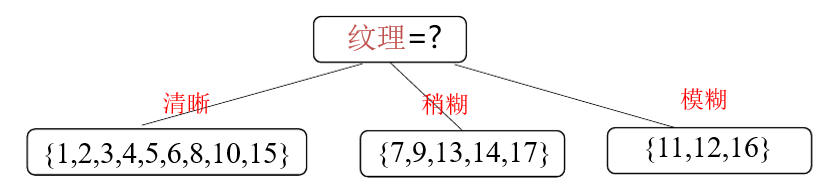 纹理=?
清晰
稍糊
模糊
{1,2,3,4,5,6,8,10,15}
{7,9,13,14,17}
{11,12,16}